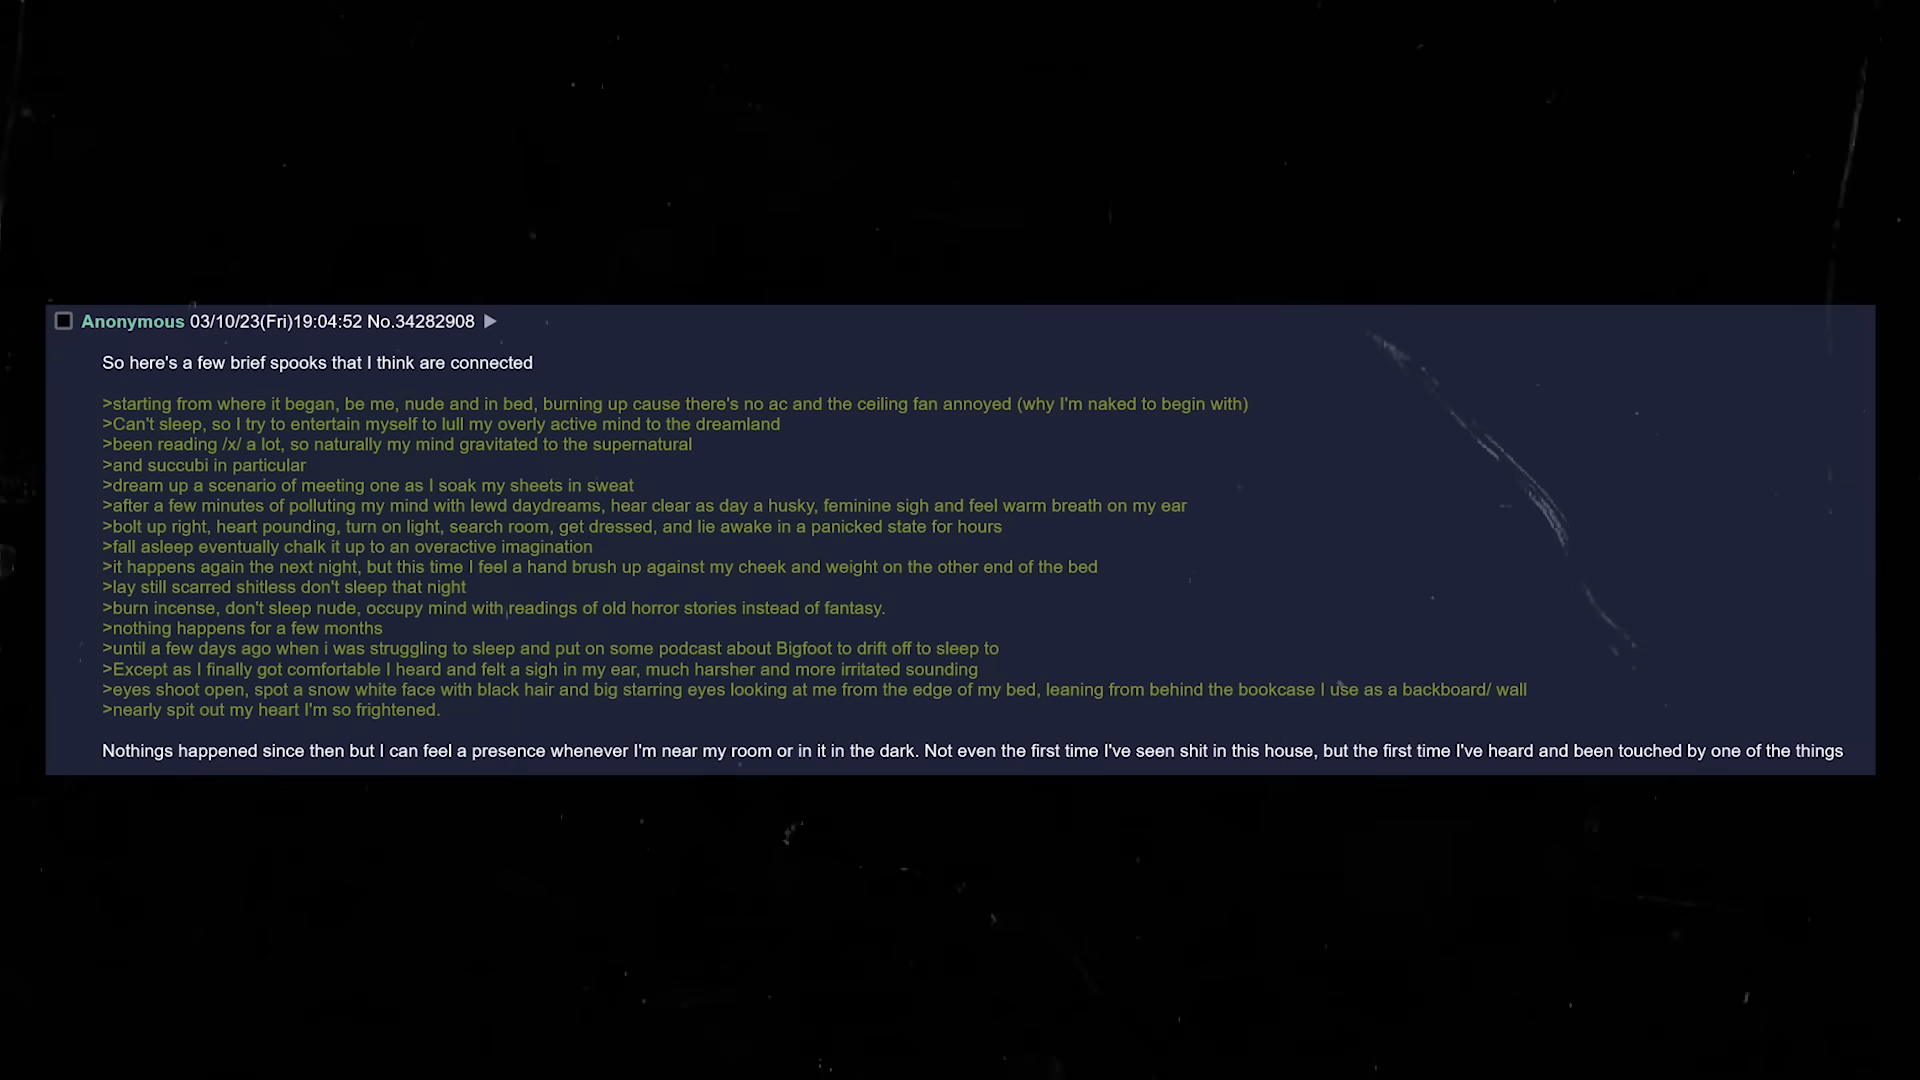 Anonymous 03/10/23(Fri)19:04:52 No.34282908 ▶
So here's a few brief spooks that I think are connected
>starting from where it began, be me, nude and in bed, burning up cause there's no ac and the ceiling fan annoyed (why I'm naked to begin with)
>Can't sleep, so I try to entertain myself to lull my overly active mind to the dreamland
>been reading /x/ a lot, so naturally my mind gravitated to the supernatural
>and succubi in particular
>dream up a scenario of meeting one as I soak my sheets in sweat
>after a few minutes of polluting my mind with lewd daydreams, hear clear as day a husky, feminine sigh and feel warm breath on my ear
>bolt up right, heart pounding, turn on light, search room, get dressed, and lie awake in a panicked state for hours
>fall asleep eventually chalk it up to an overactive imagination
>it happens again the next night, but this time I feel a hand brush up against my cheek and weight on the other end of the bed
>lay still scarred shitless don't sleep that night
>burn incense, don't sleep nude, occupy mind with readings of old horror stories instead of fantasy.
>nothing happens for a few months
>until a few days ago when i was struggling to sleep and put on some podcast about Bigfoot to drift off to sleep to
>Except as I finally got comfortable I heard and felt a sigh in my ear, much harsher and more irritated sounding
>eyes shoot open, spot a snow white face with black hair and big starring eyes looking at me from the edge of my bed, leaning from behind the bookcase I use as a backboard/ wall
>nearly spit out my heart I'm so frightened.
Nothings happened since then but I can feel a presence whenever I'm near my room or in it in the dark. Not even the first time I've seen shit in this house, but the first time I've heard and been touched by one of the things